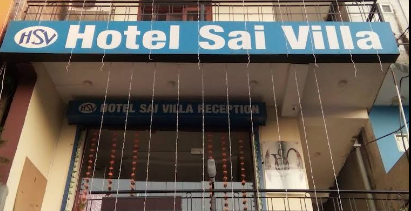 HSV Hotel Sai Villa
HSV HOTEL SAI VILLA RECEPTION